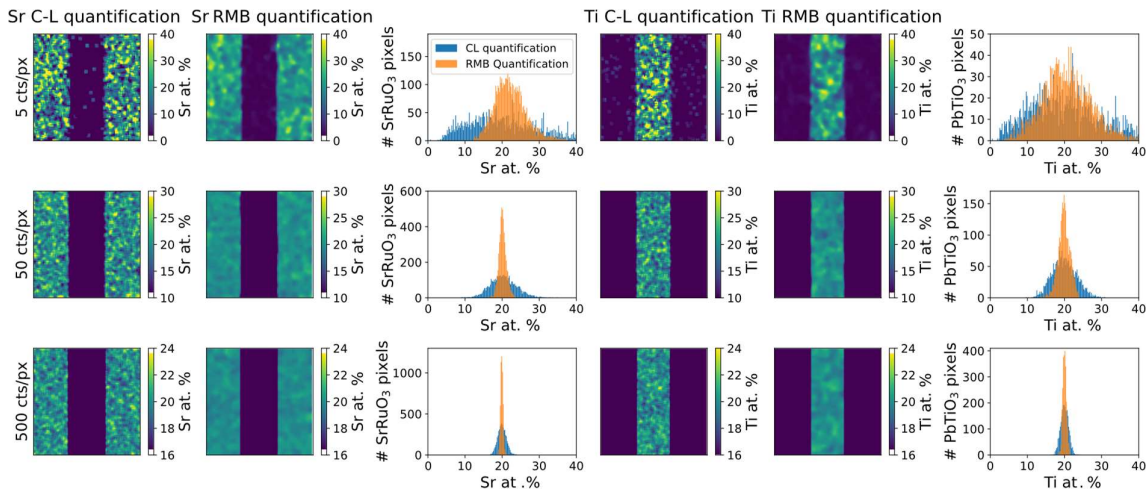 Sr C-L quantification
Sr RMB quantification
Ti C-L quantification
Ti RMB quantification
5 cts/px
40
30
20
10
0
Sr at. %
40
30
20
10
0
Sr at. %
# SrRuO3 pixels
150
100
50
0
CL quantification
RMB Quantification
0 10 20 30 40
Sr at. %
40
30
20
10
0
Ti at. %
40
30
20
10
0
Ti at. %
# PbTiO3 pixels
50
40
30
20
10
0
0 10 20 30 40
Ti at. %
50 cts/px
30
25
20
15
10
Sr at. %
30
25
20
15
10
Sr at. %
# SrRuO3 pixels
600
400
200
0
0 10 20 30 40
Sr at. %
30
25
20
15
10
Ti at. %
30
25
20
15
10
Ti at. %
# PbTiO3 pixels
150
100
50
0
0 10 20 30 40
Ti at. %
500 cts/px
24
22
20
18
16
Sr at. %
24
22
20
18
16
Sr at. %
# SrRuO3 pixels
1000
500
0
0 10 20 30 40
Sr .at. %
24
22
20
18
16
Ti at. %
24
22
20
18
16
Ti at. %
# PbTiO3 pixels
400
300
200
100
0
0 10 20 30 40
Ti at. %